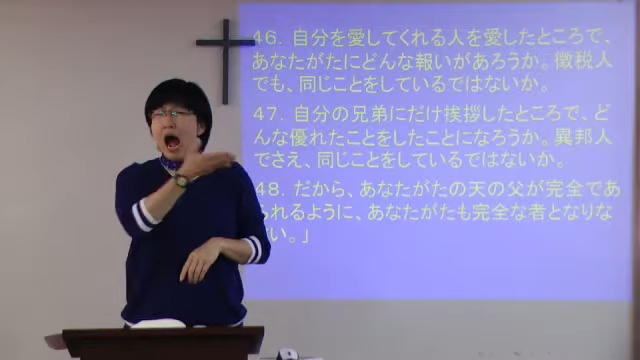 46. 自分を愛してくれる人を愛したところで、
あなたがたにどんな報いがあろうか。徴税人
でも、同じことをしているではないか。
47. 自分の兄弟にだけ挨拶したところで、ど
んな優れたことをしたことになろうか。異邦人
でさえ、同じことをしているではないか。
48. だから、あなたがたの天の父が完全であ
られるように、あなたがたも完全な者となりな
い。」